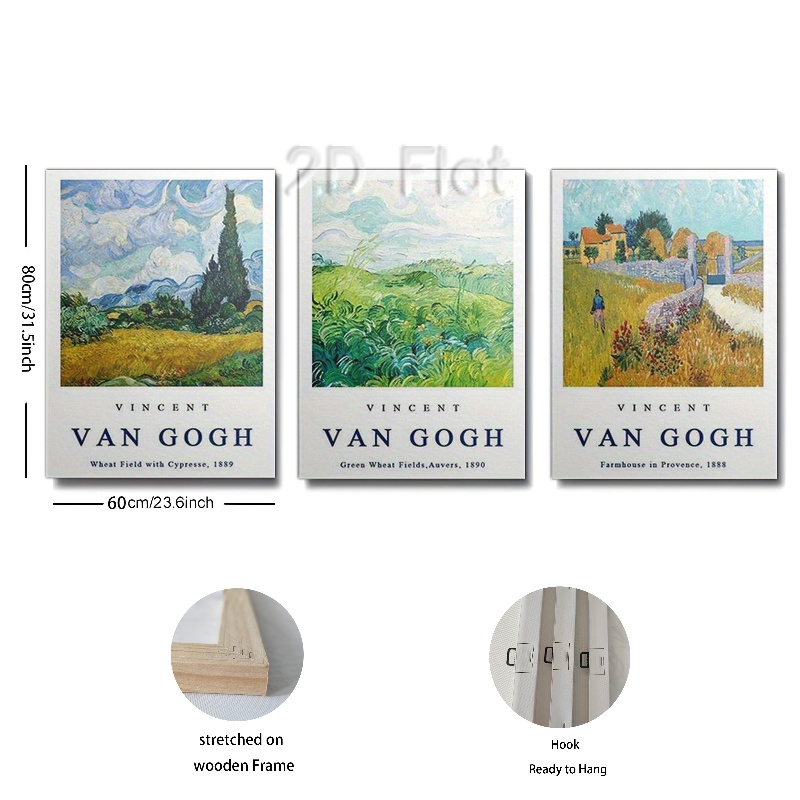 2D Flat
80cm/31.5inch
VINCENT
VAN GOGH
Wheat Field with Cypresse, 1889
VINCENT
VAN GOGH
Green Wheat Fields,Auvers, 1890
VINCENT
VAN GOGH
Farmhouse in Provence, 1888
60cm/23.6inch
stretched on
wooden Frame
Hook
Ready to Hang